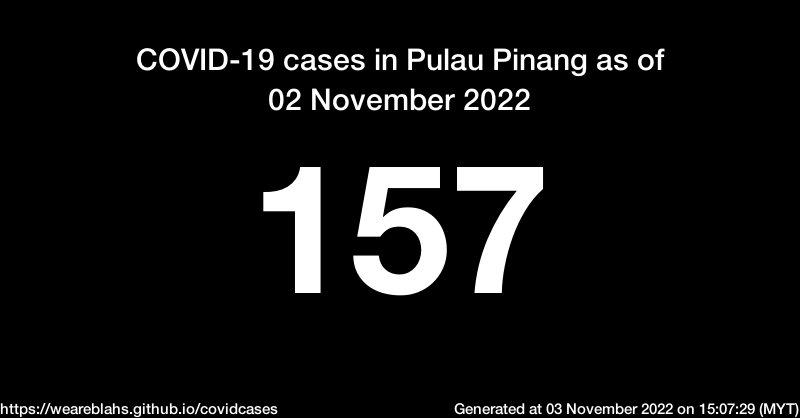 COVID-19 cases in Pulau Pinang as of
02 November 2022
157
https://weareblahs.github.io/covidcases
Generated at 03 November 2022 on 15:07:29 (MYT)